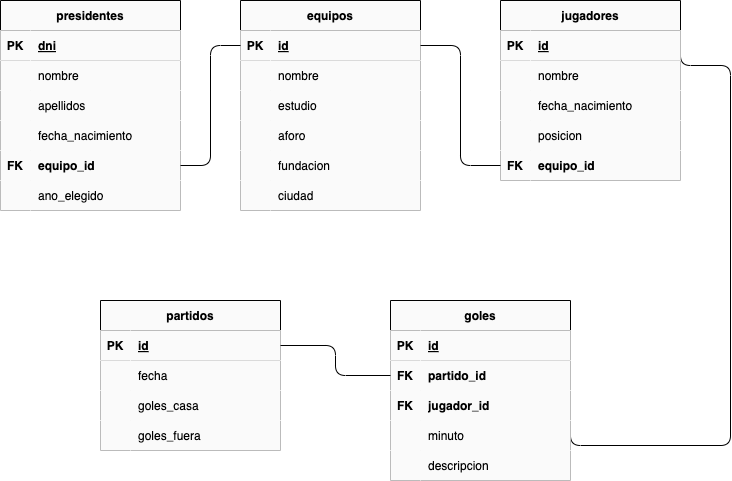 presidentes
PK dni
nombre
apellidos
fecha_nacimiento
FK equipo_id
ano_elegido
equipos
PK id
nombre
estudio
aforo
fundacion
ciudad
jugadores
PK id
nombre
fecha_nacimiento
posicion
FK equipo_id
partidos
PK id
fecha
goles_casa
goles_fuera
goles
PK id
FK partido_id
FK jugador_id
minuto
descripcion